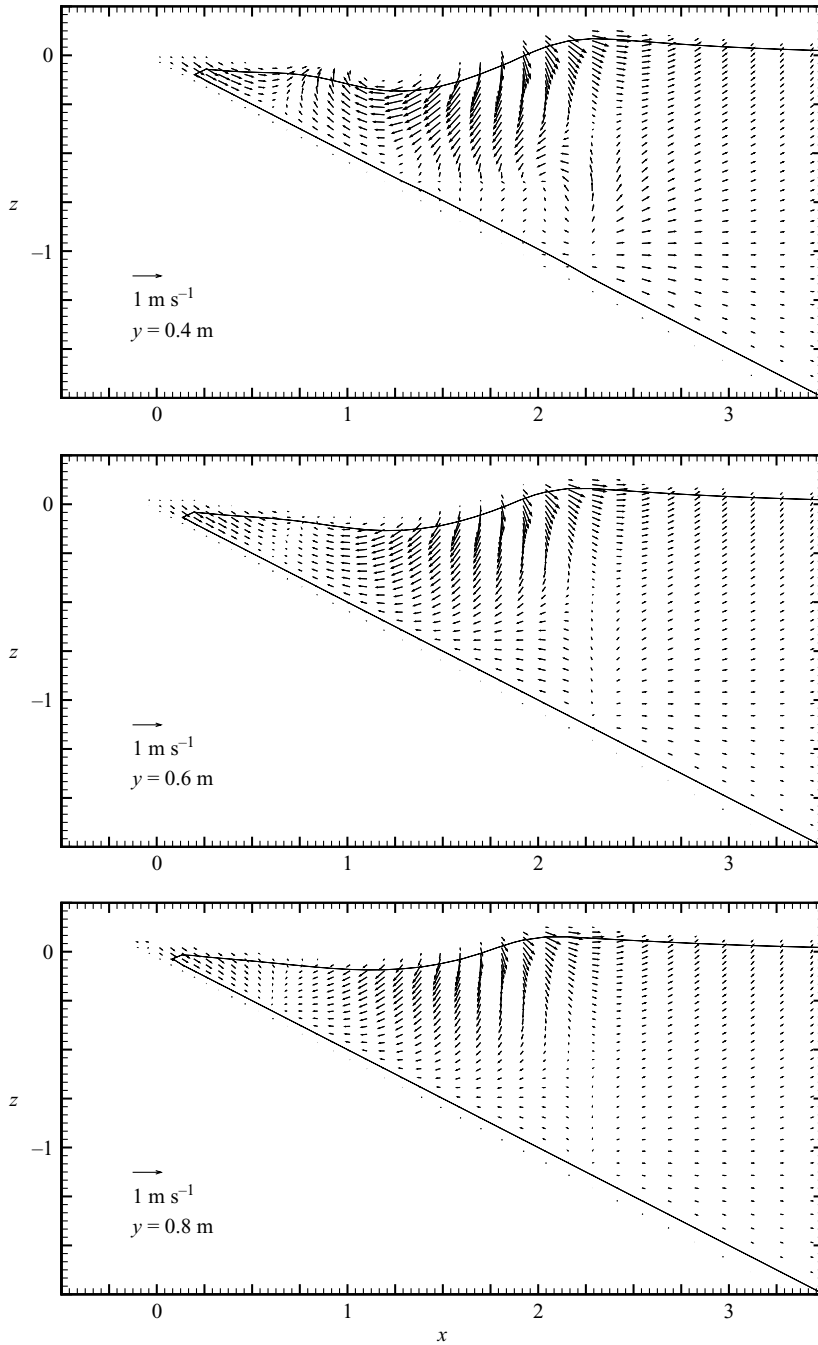 0
z
–1
1 m s⁻¹
y = 0.4 m
0 1 2 3
0
z
–1
1 m s⁻¹
y = 0.6 m
0 1 2 3
0
z
–1
1 m s⁻¹
y = 0.8 m
0 1 2 3
x